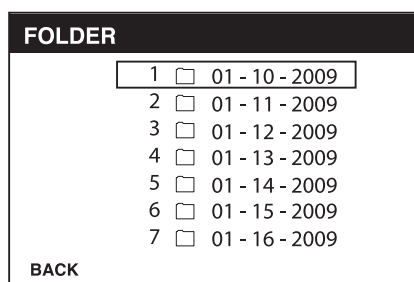 FOLDER
1 01 - 10 - 2009
2 01 - 11 - 2009
3 01 - 12 - 2009
4 01 - 13 - 2009
5 01 - 14 - 2009
6 01 - 15 - 2009
7 01 - 16 - 2009
BACK